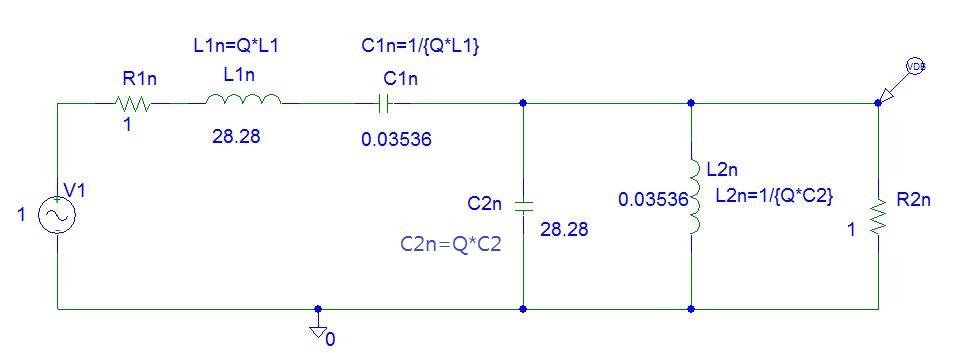 L1n=Q*L1
C1n=1/{Q*L1}
VDB
R1n
L1n
C1n
1
28.28
0.03536
V1
1
C2n
28.28
C2n=Q*C2
L2n
0.03536
L2n=1/{Q*C2}
R2n
1
0